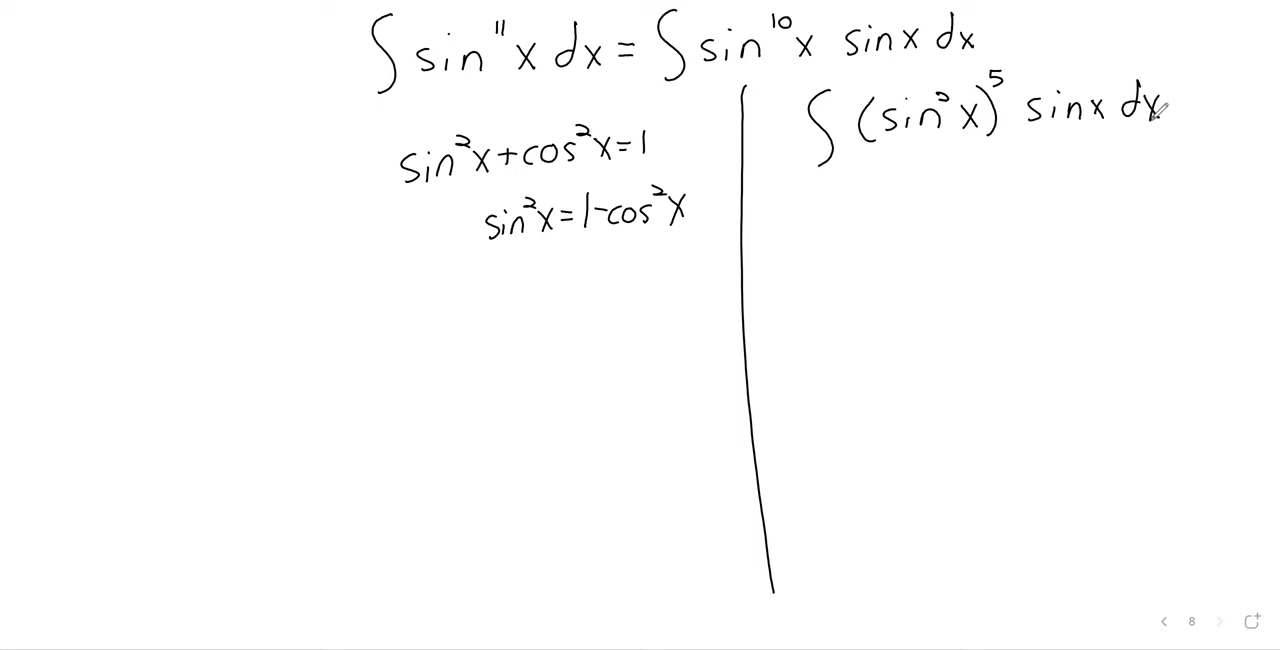 ∫ sin¹¹x dx = ∫ sin¹⁰x sinx dx
sin²x + cos²x = 1
sin²x = 1 - cos²x
∫ (sin²x)⁵ sinx dx
8